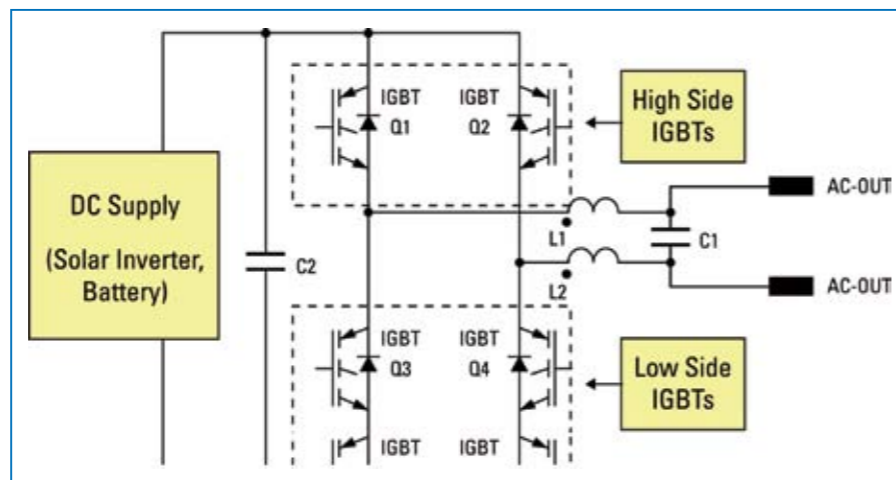 IGBT
Q1
IGBT
Q2
High Side
IGBTs
DC Supply
(Solar Inverter,
Battery)
C2
L1
L2
C1
AC-OUT
AC-OUT
IGBT
Q3
IGBT
Q4
Low Side
IGBTs
IGBT
IGBT